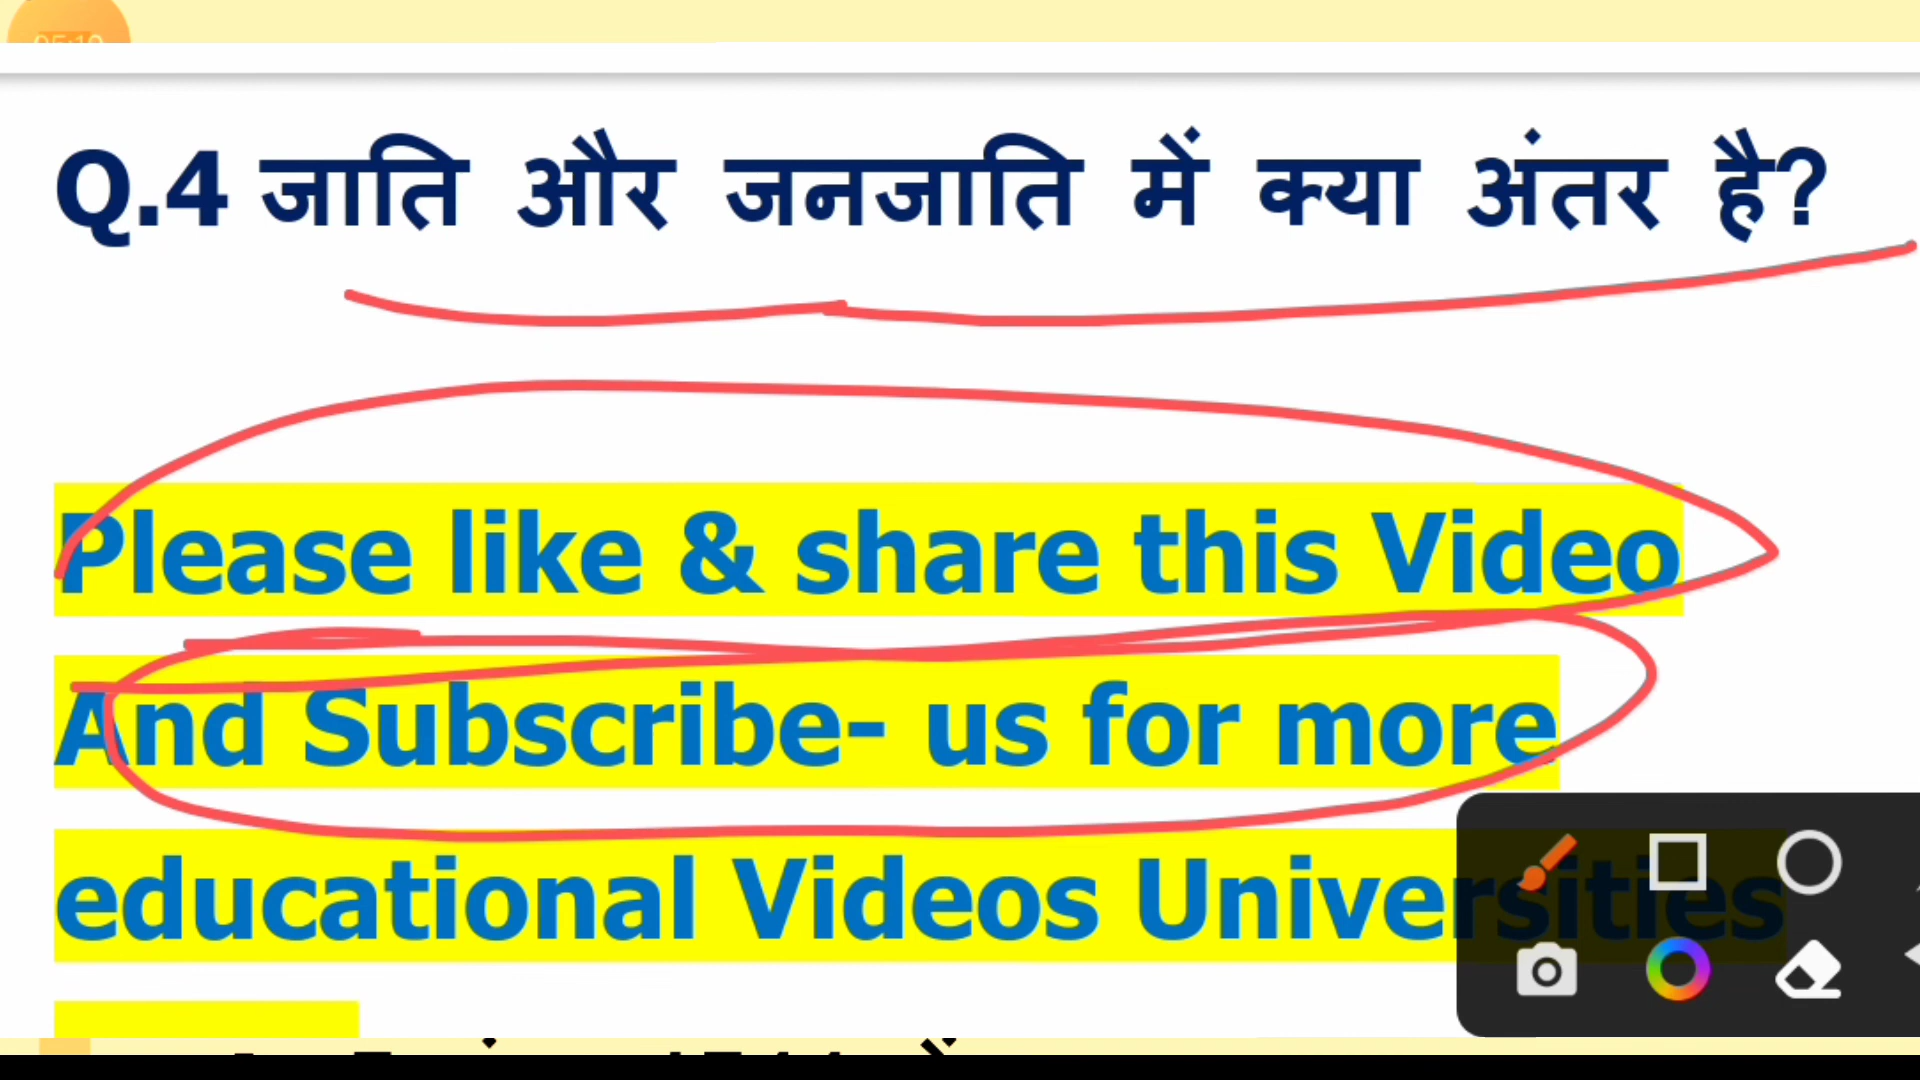 Q.4 जाति और जनजाति में क्या अंतर है?
Please like & share this Video
And Subscribe- us for more
educational Videos Universities